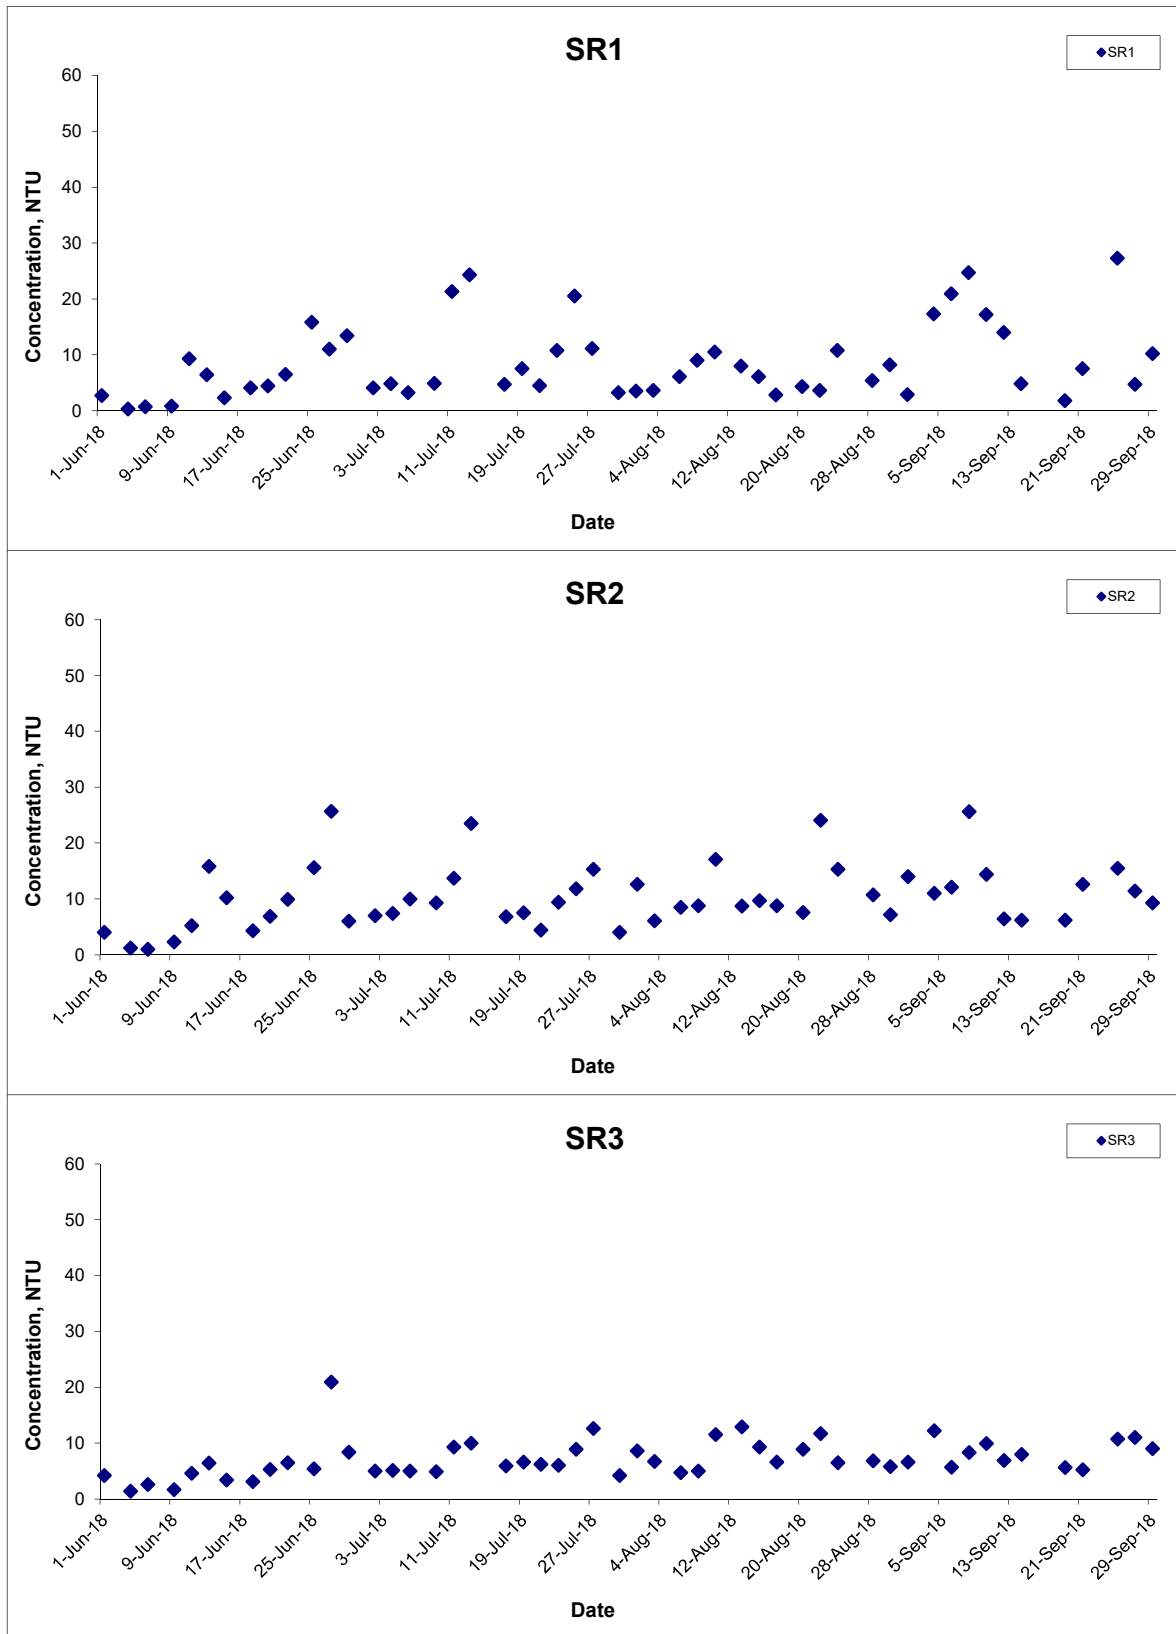 SR1
SR1
60
50
40
30
20
10
0
Concentration, NTU
1-Jun-18
9-Jun-18
17-Jun-18
25-Jun-18
3-Jul-18
11-Jul-18
19-Jul-18
27-Jul-18
4-Aug-18
12-Aug-18
20-Aug-18
28-Aug-18
5-Sep-18
13-Sep-18
21-Sep-18
29-Sep-18
Date
SR2
SR2
60
50
40
30
20
10
0
Concentration, NTU
1-Jun-18
9-Jun-18
17-Jun-18
25-Jun-18
3-Jul-18
11-Jul-18
19-Jul-18
27-Jul-18
4-Aug-18
12-Aug-18
20-Aug-18
28-Aug-18
5-Sep-18
13-Sep-18
21-Sep-18
29-Sep-18
Date
SR3
SR3
60
50
40
30
20
10
0
Concentration, NTU
1-Jun-18
9-Jun-18
17-Jun-18
25-Jun-18
3-Jul-18
11-Jul-18
19-Jul-18
27-Jul-18
4-Aug-18
12-Aug-18
20-Aug-18
28-Aug-18
5-Sep-18
13-Sep-18
21-Sep-18
29-Sep-18
Date